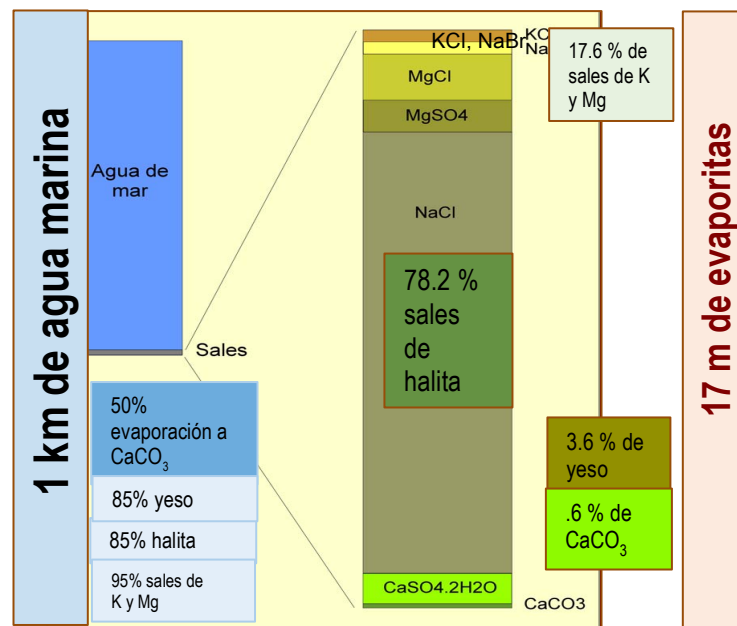 1 km de agua marina
Agua de
mar
Sales
50%
evaporación a
CaCO3
85% yeso
85% halita
95% sales de
K y Mg
KCl, NaBr
KC
Na
MgCl
MgSO4
NaCl
78.2 %
sales
de
halita
CaSO4.2H2O
CaCO3
17.6 % de
sales de K
y Mg
3.6 % de
yeso
.6 % de
CaCO3
17 m de evaporitas